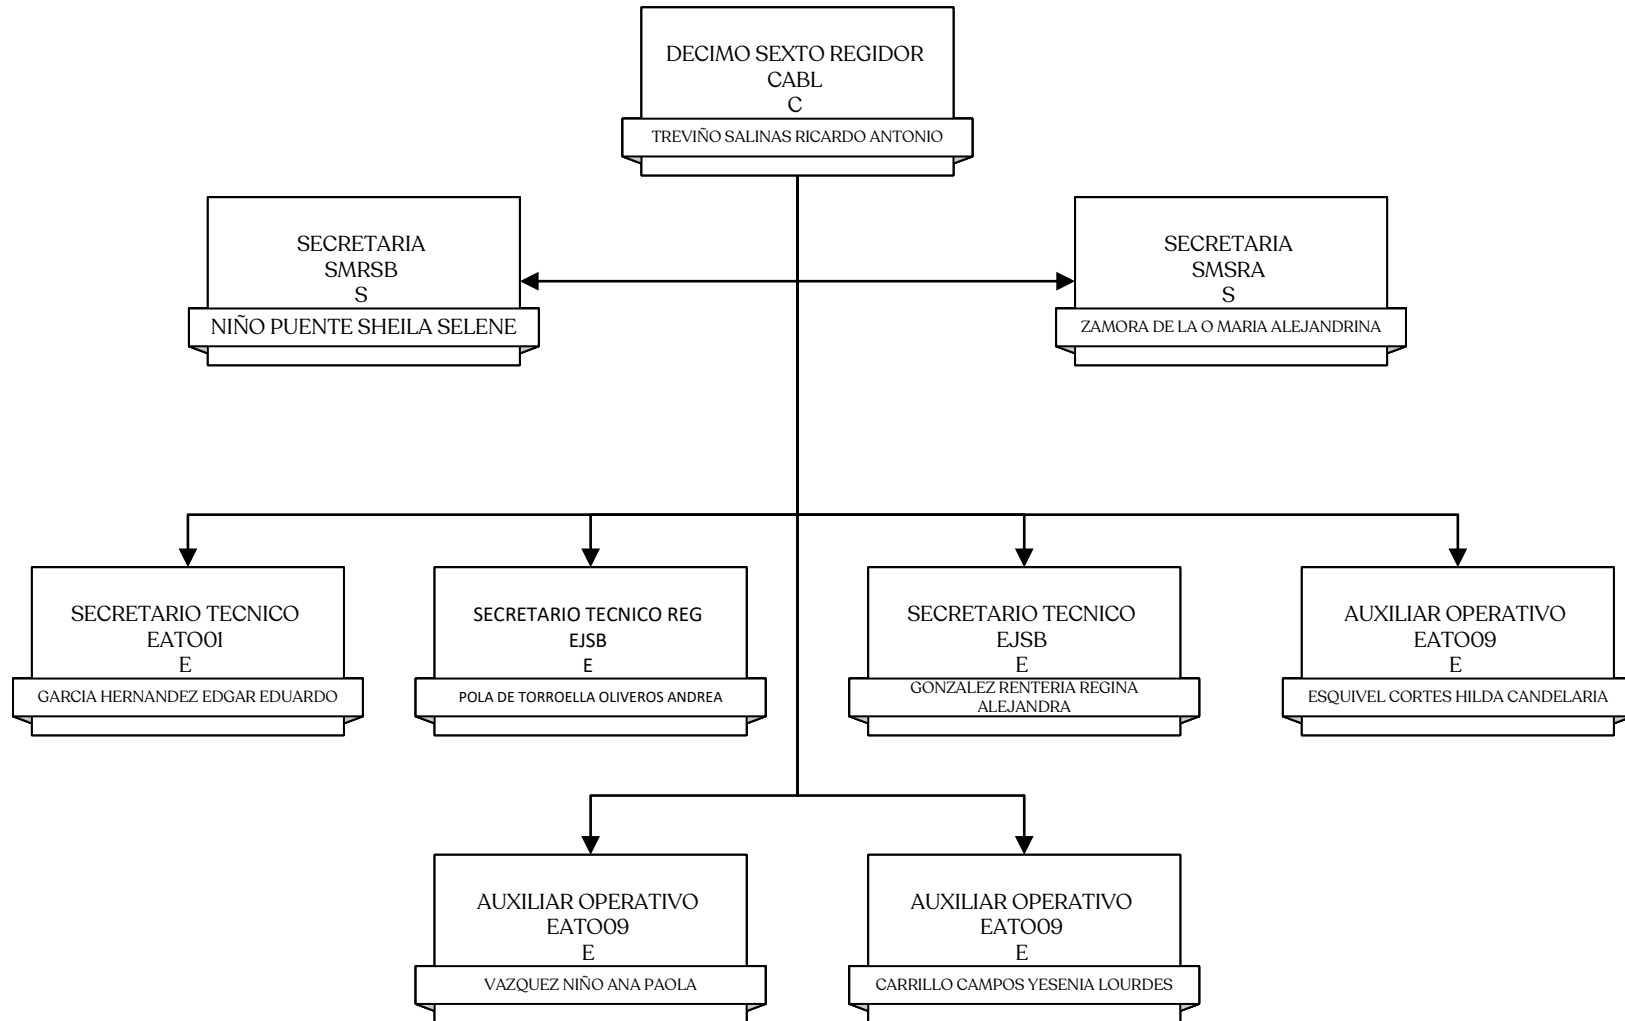 DECIMO SEXTO REGIDOR
CABL
C
TREVIÑO SALINAS RICARDO ANTONIO
SECRETARIA
SMRSB
S
NIÑO PUENTE SHEILA SELENE
SECRETARIA
SMSRA
S
ZAMORA DE LA O MARIA ALEJANDRINA
SECRETARIO TECNICO
EATO01
E
GARCIA HERNANDEZ EDGAR EDUARDO
SECRETARIO TECNICO REG
EJSB
E
POLA DE TORROELLA OLIVEROS ANDREA
SECRETARIO TECNICO
EJSB
E
GONZALEZ RENTERIA REGINA
ALEJANDRA
AUXILIAR OPERATIVO
EATO09
E
ESQUIVEL CORTES HILDA CANDELARIA
AUXILIAR OPERATIVO
EATO09
E
VAZQUEZ NIÑO ANA PAOLA
AUXILIAR OPERATIVO
EATO09
E
CARRILLO CAMPOS YESENIA LOURDES